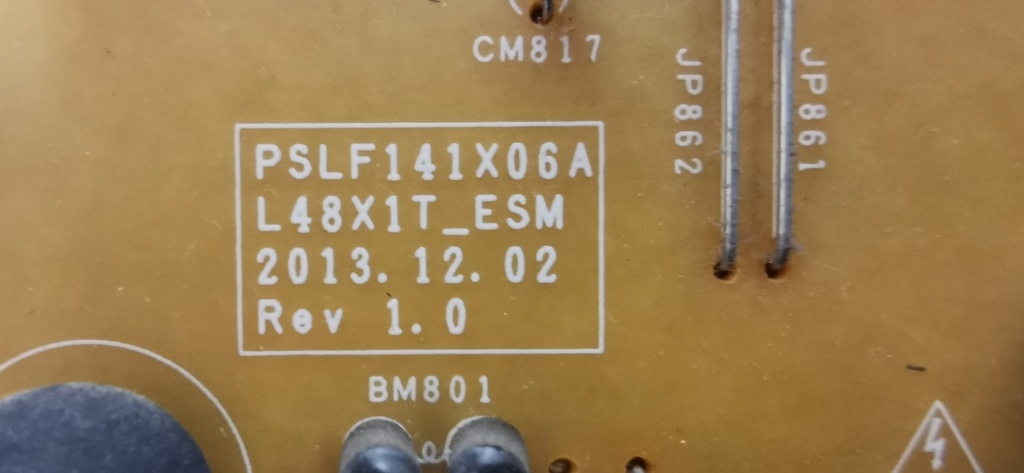 CM817
JP862
JP861
PSLF141X06A
L48X1T_ESM
2013.12.02
Rev 1.0
BM801